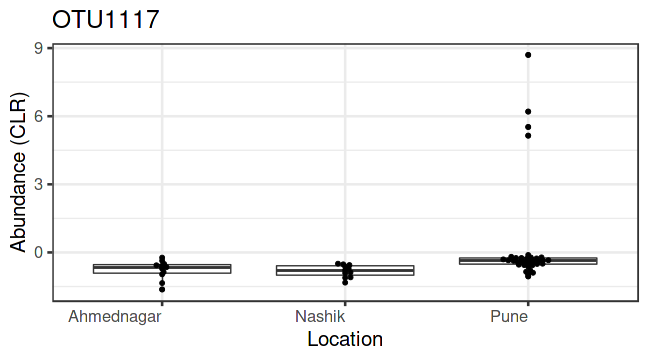 OTU1117
Abundance (CLR)
9
6
3
0
Ahmednagar
Nashik
Pune
Location